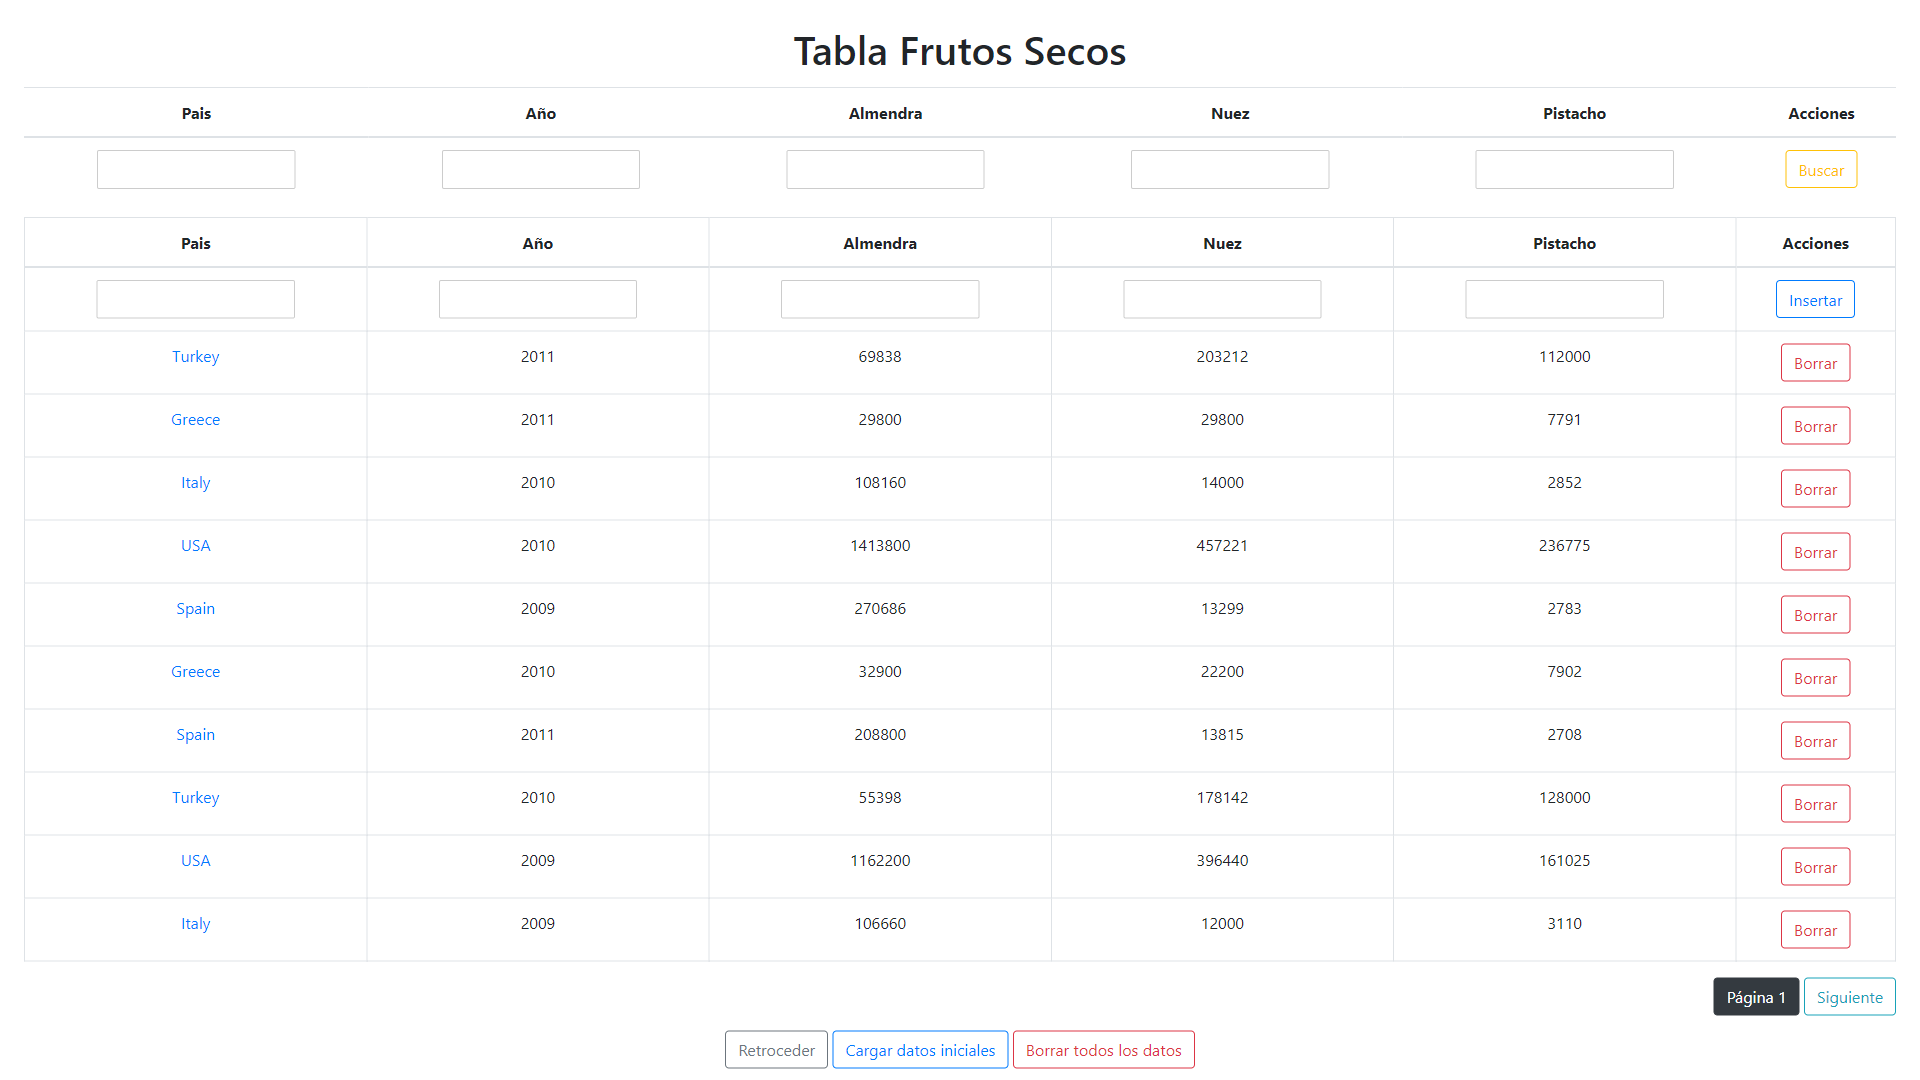 Tabla Frutos Secos
Pais Año Almendra Nuez Pistacho Acciones
Buscar
Pais Año Almendra Nuez Pistacho Acciones
Insertar
Turkey 2011 69838 203212 112000 Borrar
Greece 2011 29800 29800 7791 Borrar
Italy 2010 108160 14000 2852 Borrar
USA 2010 1413800 457221 236775 Borrar
Spain 2009 270686 13299 2783 Borrar
Greece 2010 32900 22200 7902 Borrar
Spain 2011 208800 13815 2708 Borrar
Turkey 2010 55398 178142 128000 Borrar
USA 2009 1162200 396440 161025 Borrar
Italy 2009 106660 12000 3110 Borrar
Página 1 Siguiente
Retroceder Cargar datos iniciales Borrar todos los datos